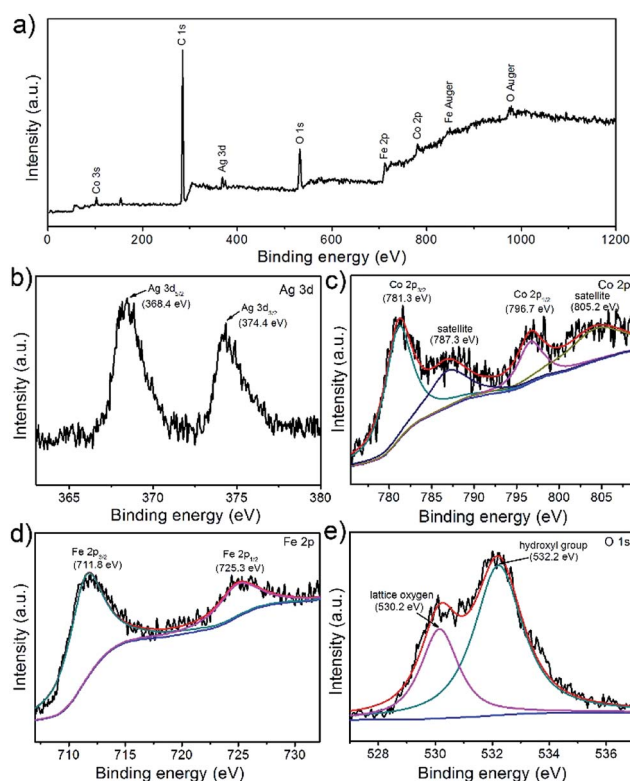 a)
Intensity (a.u.)
Co 3s
C 1s
Ag 3d
O 1s
Fe 2p
Co 2p
Fe Auger
O Auger
0 200 400 600 800 1000 1200
Binding energy (eV)
b)
Ag 3d
Intensity (a.u.)
Ag 3d5/2
(368.4 eV)
Ag 3d3/2
(374.4 eV)
365 370 375 380
Binding energy (eV)
c)
Co 2p
Intensity (a.u.)
Co 2p3/2
(781.3 eV)
satellite
(787.3 eV)
Co 2p1/2
(796.7 eV)
satellite
(805.2 eV)
780 785 790 795 800 805
Binding energy (eV)
d)
Fe 2p
Intensity (a.u.)
Fe 2p3/2
(711.8 eV)
Fe 2p1/2
(725.3 eV)
710 715 720 725 730
Binding energy (eV)
e)
O 1s
Intensity (a.u.)
lattice oxygen
(530.2 eV)
hydroxyl group
(532.2 eV)
528 530 532 534 536
Binding energy (eV)